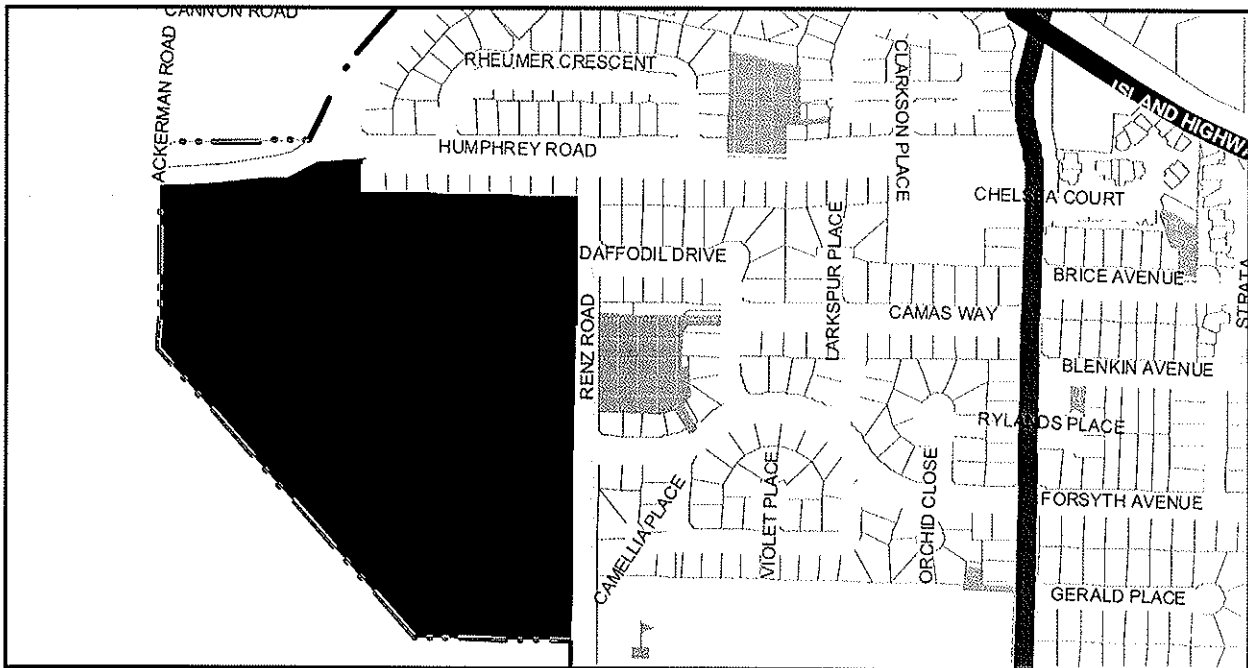 CANNON ROAD
ACKERMAN ROAD
RHEUMER CRESCENT
CLARKSON PLACE
ISLAND HIGHWA
HUMPHREY ROAD
CHELSEA COURT
DAFFODIL DRIVE
LARKSPUR PLACE
BRICE AVENUE
STRATA
RENZ ROAD
CAMAS WAY
BLENKIN AVENUE
RYLANDS PLACE
CAMELLIA PLACE
VIOLET PLACE
ORCHID CLOSE
FORSYTH AVENUE
GERALD PLACE